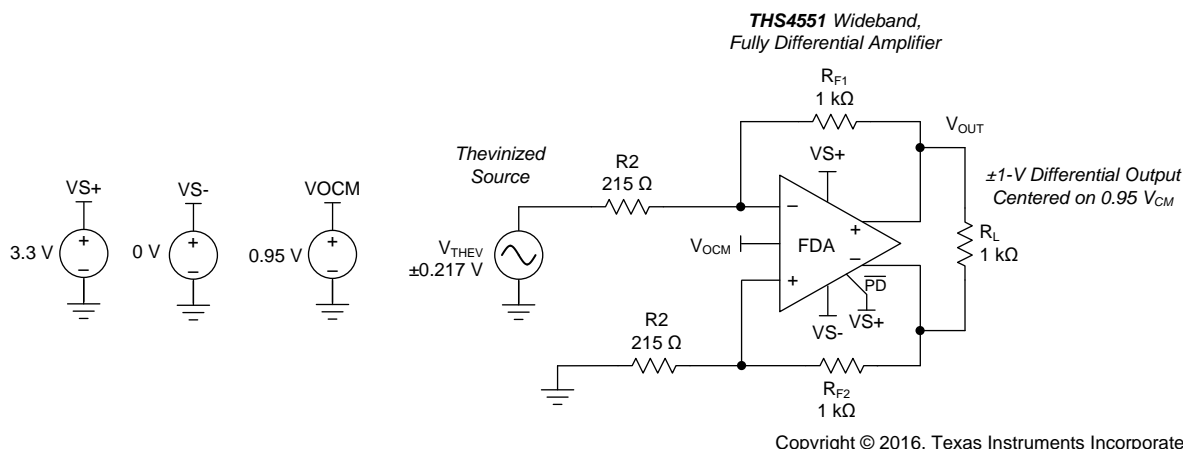 THS4551 Wideband,
Fully Differential Amplifier
RF1
1 kΩ
VOUT
Thevinized
Source
R2
215 Ω
VS+
±1-V Differential Output
Centered on 0.95 VCM
VS+
VS-
VOCM
3.3 V
+
−
0 V
+
−
0.95 V
+
−
VTHEV
±0.217 V
VOCM
−
+
FDA
+
−
PD
RL
1 kΩ
VS-
VS+
R2
215 Ω
RF2
1 kΩ
Copyright © 2016, Texas Instruments Incorporate